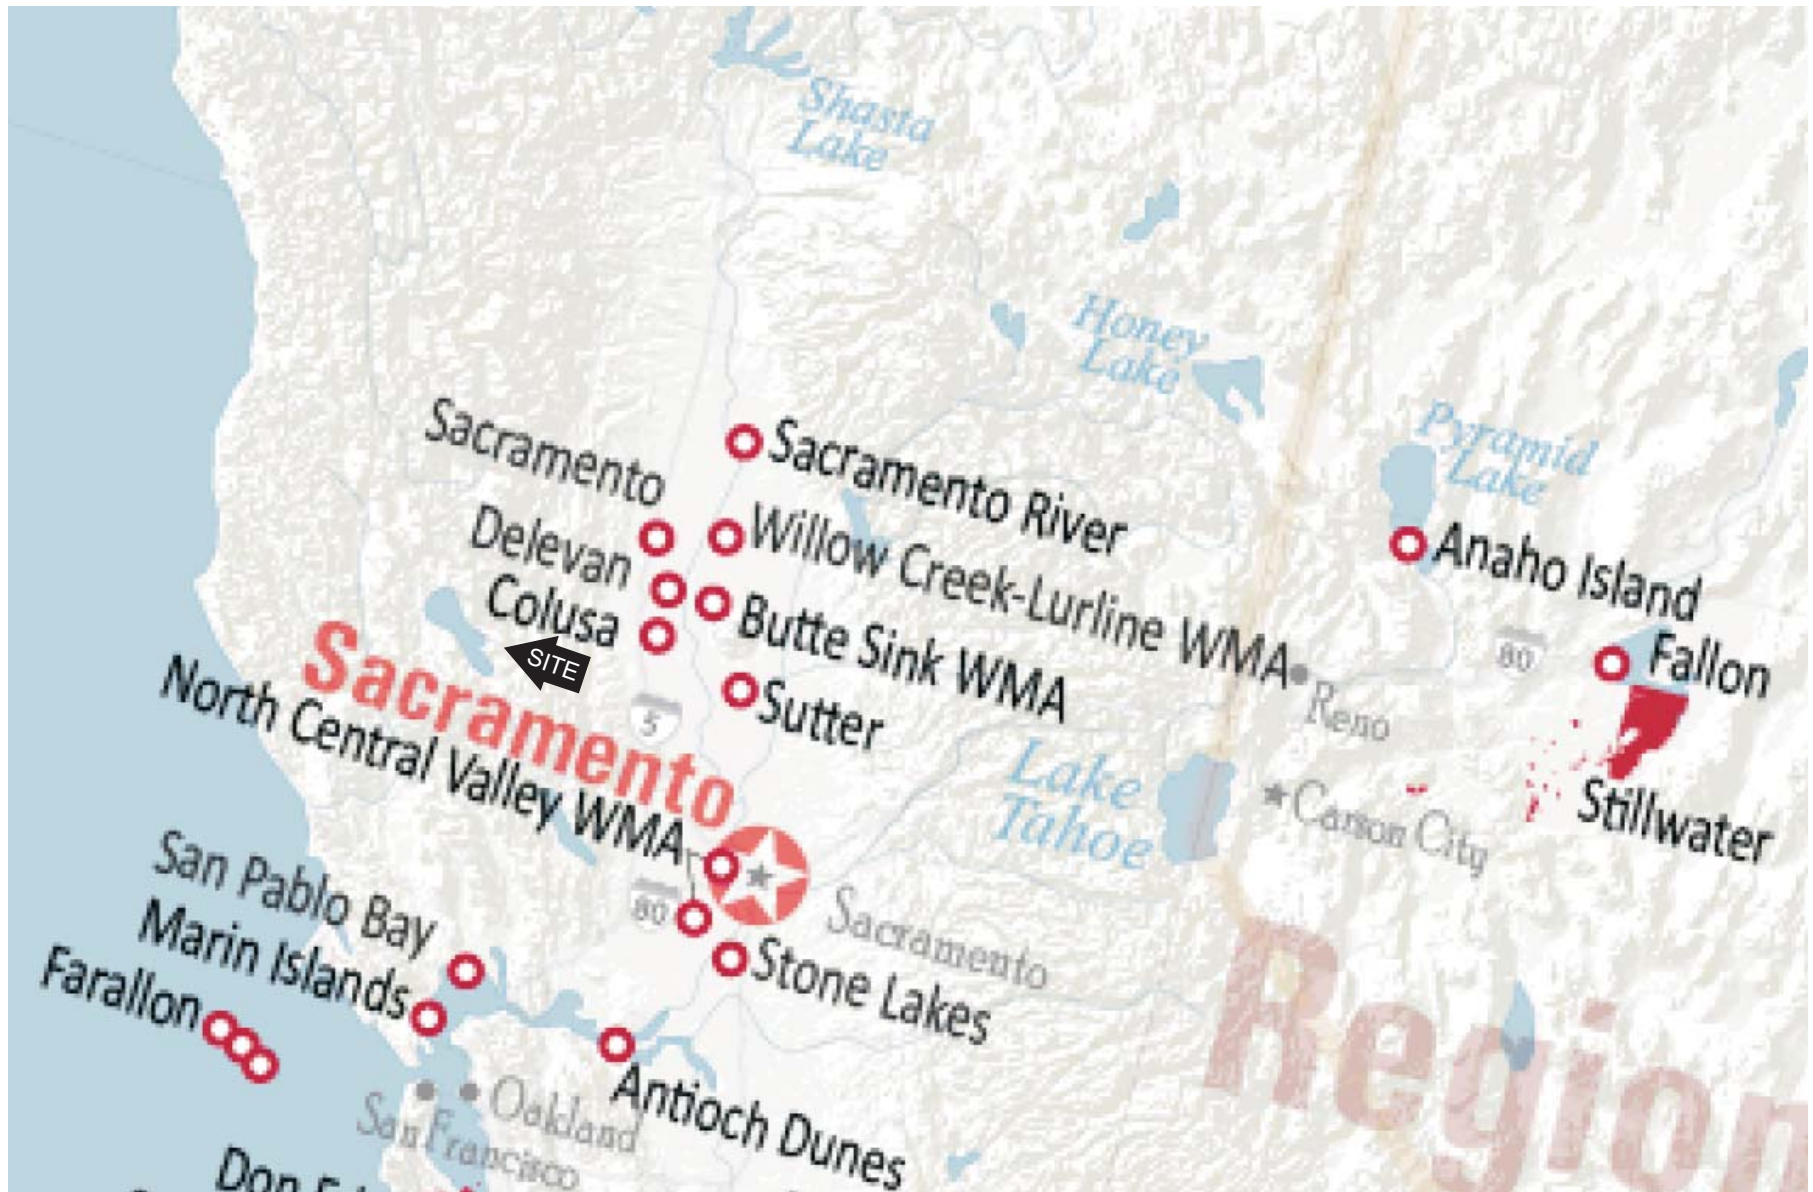 Shasta
Lake
Honey
Lake
Pyramid
Lake
Sacramento
Sacramento River
Delevan
Willow Creek-Lurline WMA
Anaho Island
Colusa
Butte Sink WMA
80
Fallon
SITE
Sacramento
Sutter
Reno
North Central Valley WMA
5
Lake
Tahoe
Carson City
Stillwater
San Pablo Bay
80
Sacramento
Marin Islands
Stone Lakes
Farallon
Region
Oakland
San Francisco
Antioch Dunes
Don